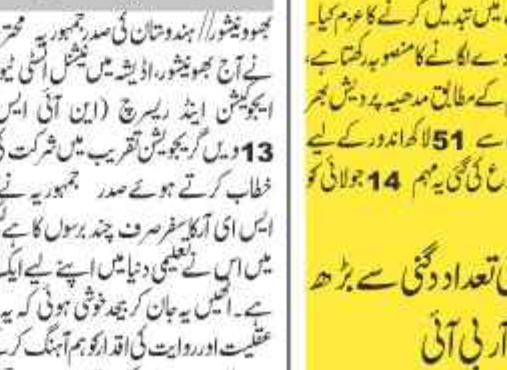 میں تبدیل کرنے کا عزم کیا۔
دے لگانے کا منصوبہ رکھتا ہے،
کے مطابق مدھیہ پردیش بھر
سے 51 لاکھ اندور کے لیے
ع کی گئی یہ مہم 14 جولائی کو
تعداد دگنی سے بڑھ
آر بی آئی
بھوونیشور// ہندوستان کی صدر جمہوریہ محتر
نے آج بھونیشور، اڈیشہ میں نیشنل انسٹی ٹیو
ایجوکیشن اینڈ ریسرچ (این آئی ایس
13 ویں گریجویشن تقریب میں شرکت کی
خطاب کرتے ہوئے صدر جمہوریہ نے
ایس ای آر کا سفر صرف چند برسوں کا ہے
میں اس نے تعلیمی دنیا میں اپنے لیے ایک
ہے۔ انھیں یہ جان کر بیحد خوشی ہوئی کہ یہ
عقلیت اور روایت کی اقدار کو ہم آہنگ کر